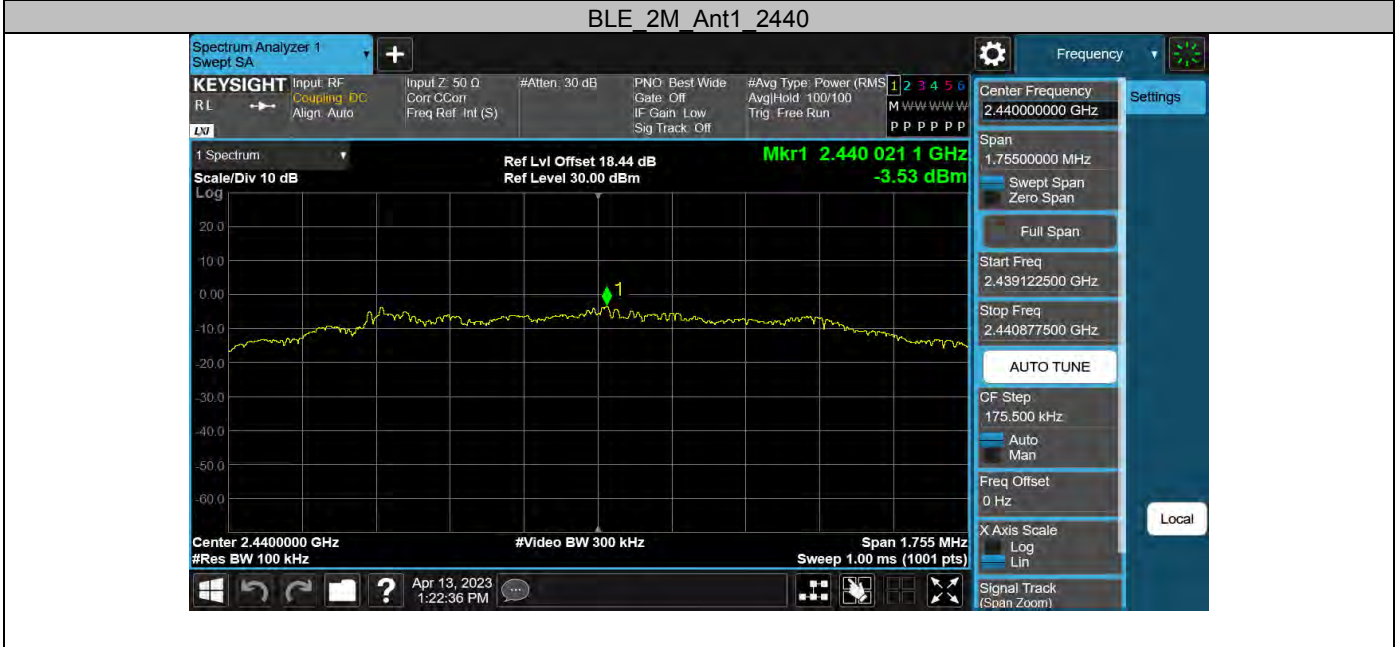 BLE_2M_Ant1_2440
Spectrum Analyzer 1
Swept SA
+
Frequency
KEYSIGHT
RL
LXI
Input: RF
Coupling: DC
Align: Auto
Input Z: 50 Ω
Corr CCorr
Freq Ref: Int (S)
#Atten: 30 dB
PNO: Best Wide
Gate: Off
IF Gain: Low
Sig Track: Off
#Avg Type: Power (RMS
Avg|Hold: 100/100
Trig: Free Run
1 2 3 4 5 6
M W W W W W
P P P P P P
Center Frequency
2.440000000 GHz
Settings
Span
1.75500000 MHz
Swept Span
Zero Span
Full Span
Start Freq
2.439122500 GHz
Stop Freq
2.440877500 GHz
AUTO TUNE
CF Step
175.500 kHz
Auto
Man
Freq Offset
0 Hz
X Axis Scale
Log
Lin
Local
Signal Track
(Span Zoom)
1 Spectrum
Scale/Div 10 dB
Ref Lvl Offset 18.44 dB
Ref Level 30.00 dBm
Mkr1 2.440 021 1 GHz
-3.53 dBm
Log
20.0
10.0
0.00
-10.0
-20.0
-30.0
-40.0
-50.0
-60.0
1
Center 2.4400000 GHz
#Res BW 100 kHz
#Video BW 300 kHz
Span 1.755 MHz
Sweep 1.00 ms (1001 pts)
?
Apr 13, 2023
1:22:36 PM